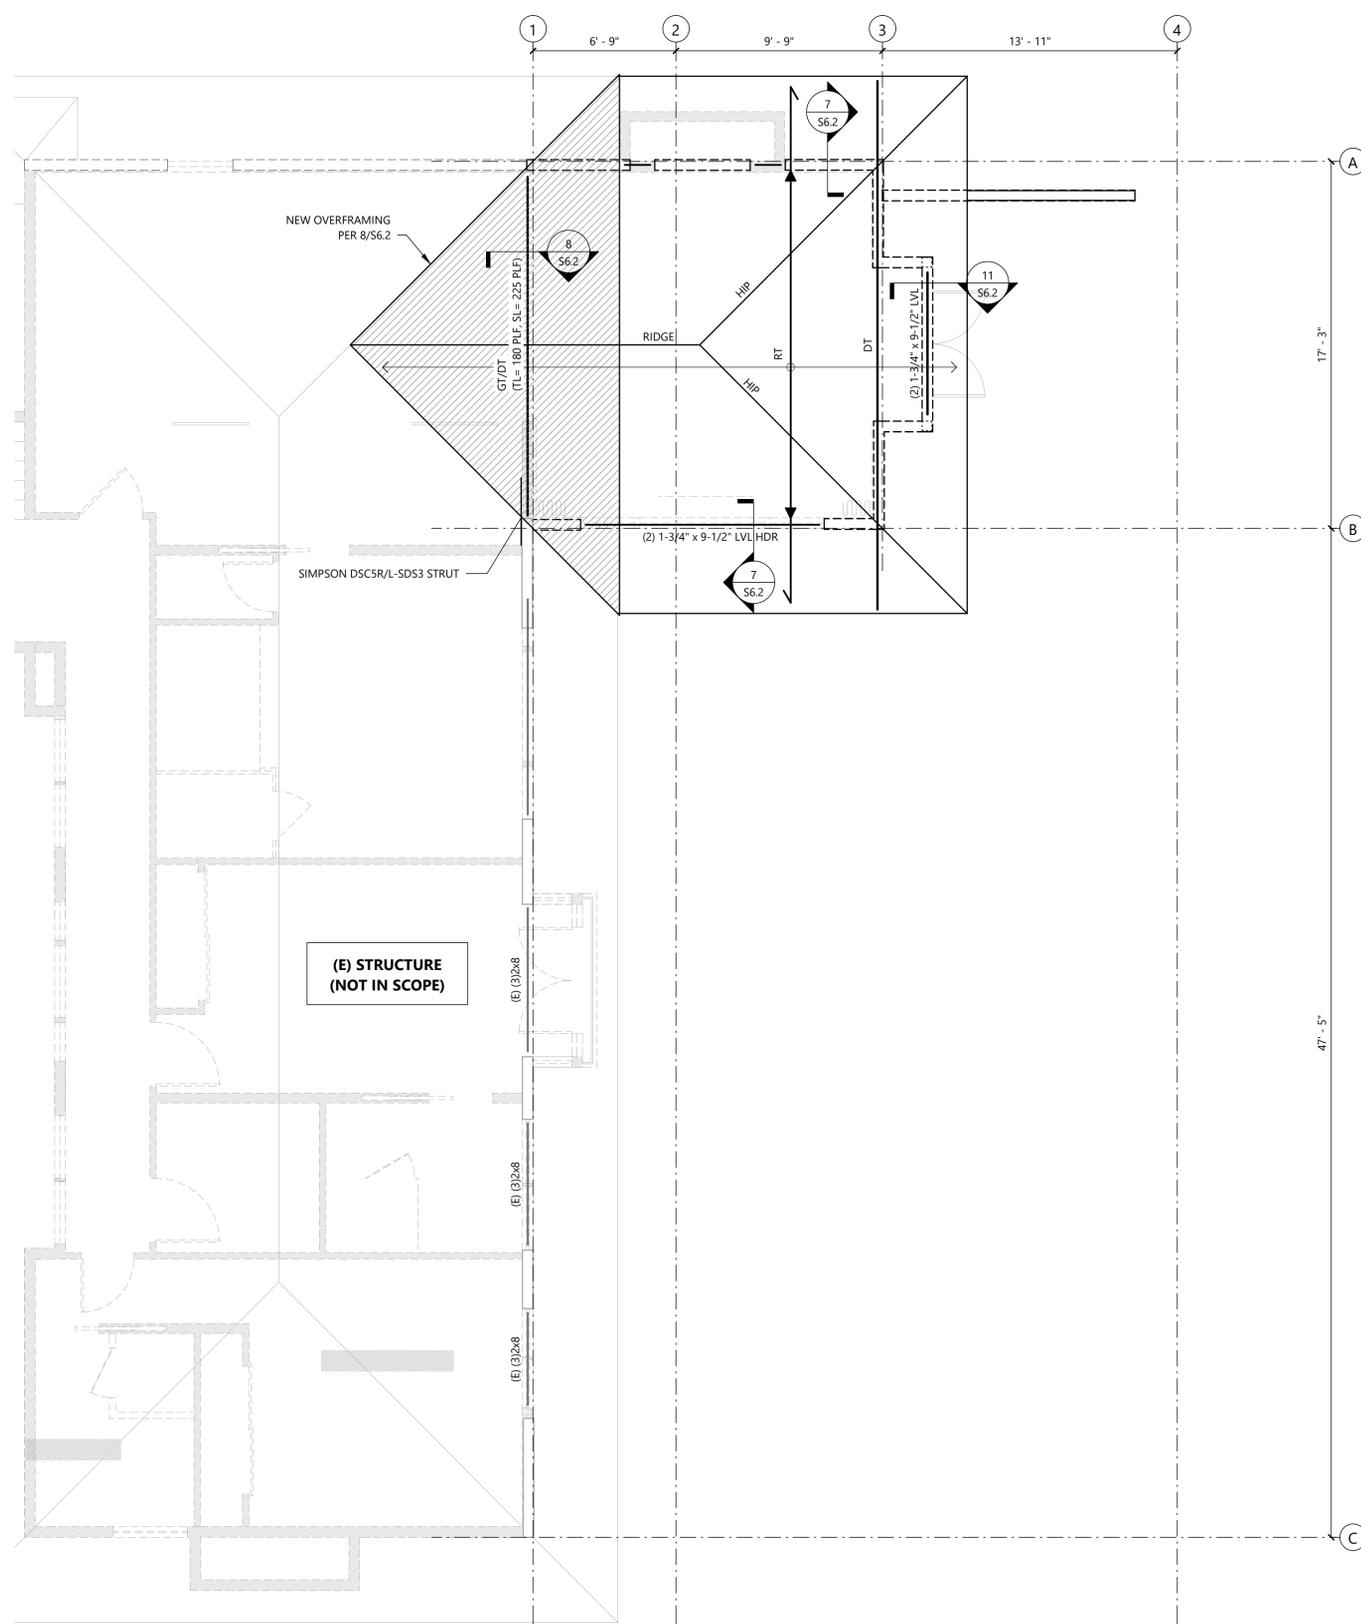 1
2
3
4
6' - 9"
9' - 9"
13' - 11"
7
S6.2
A
NEW OVERFRAMING
PER 8/S6.2
8
S6.2
11
S6.2
HIP
RIDGE
GT/DT
(TL= 180 PLF, SL= 225 PLF)
RT
DT
(2) 1-3/4" x 9-1/2" LVL
17' - 3"
HIP
B
(2) 1-3/4" x 9-1/2" LVL HDR
SIMPSON DSC5R/L-SDS3 STRUT
7
S6.2
(E) STRUCTURE
(NOT IN SCOPE)
(E) (3)2x8
47' - 5"
(E) (3)2x8
(E) (3)2x8
C